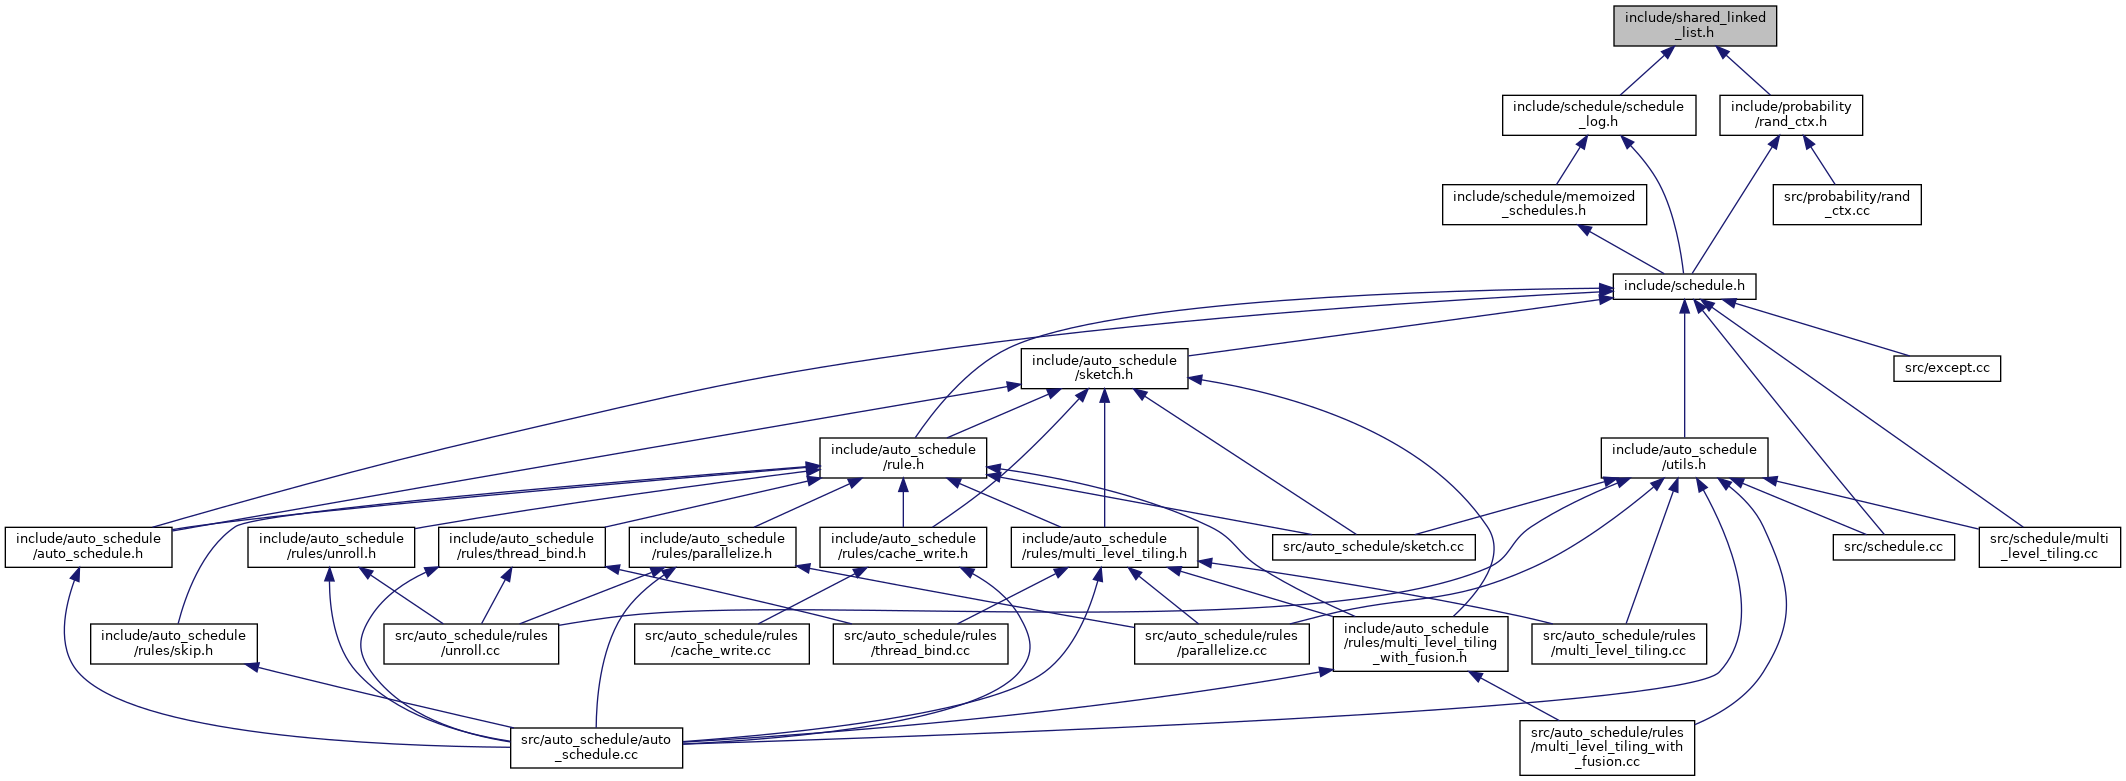 include/shared_linked
_list.h
include/schedule/schedule
_log.h
include/probability
/rand_ctx.h
include/schedule/memoized
_schedules.h
src/probability/rand
_ctx.cc
include/schedule.h
include/auto_schedule
/sketch.h
src/except.cc
include/auto_schedule
/rule.h
include/auto_schedule
/utils.h
include/auto_schedule
/auto_schedule.h
include/auto_schedule
/rules/unroll.h
include/auto_schedule
/rules/thread_bind.h
include/auto_schedule
/rules/parallelize.h
include/auto_schedule
/rules/cache_write.h
include/auto_schedule
/rules/multi_level_tiling.h
src/auto_schedule/sketch.cc
src/schedule.cc
src/schedule/multi
_level_tiling.cc
include/auto_schedule
/rules/skip.h
src/auto_schedule/rules
/unroll.cc
src/auto_schedule/rules
/cache_write.cc
src/auto_schedule/rules
/thread_bind.cc
src/auto_schedule/rules
/parallelize.cc
include/auto_schedule
/rules/multi_level_tiling
_with_fusion.h
src/auto_schedule/rules
/multi_level_tiling.cc
src/auto_schedule/auto
_schedule.cc
src/auto_schedule/rules
/multi_level_tiling_with
_fusion.cc